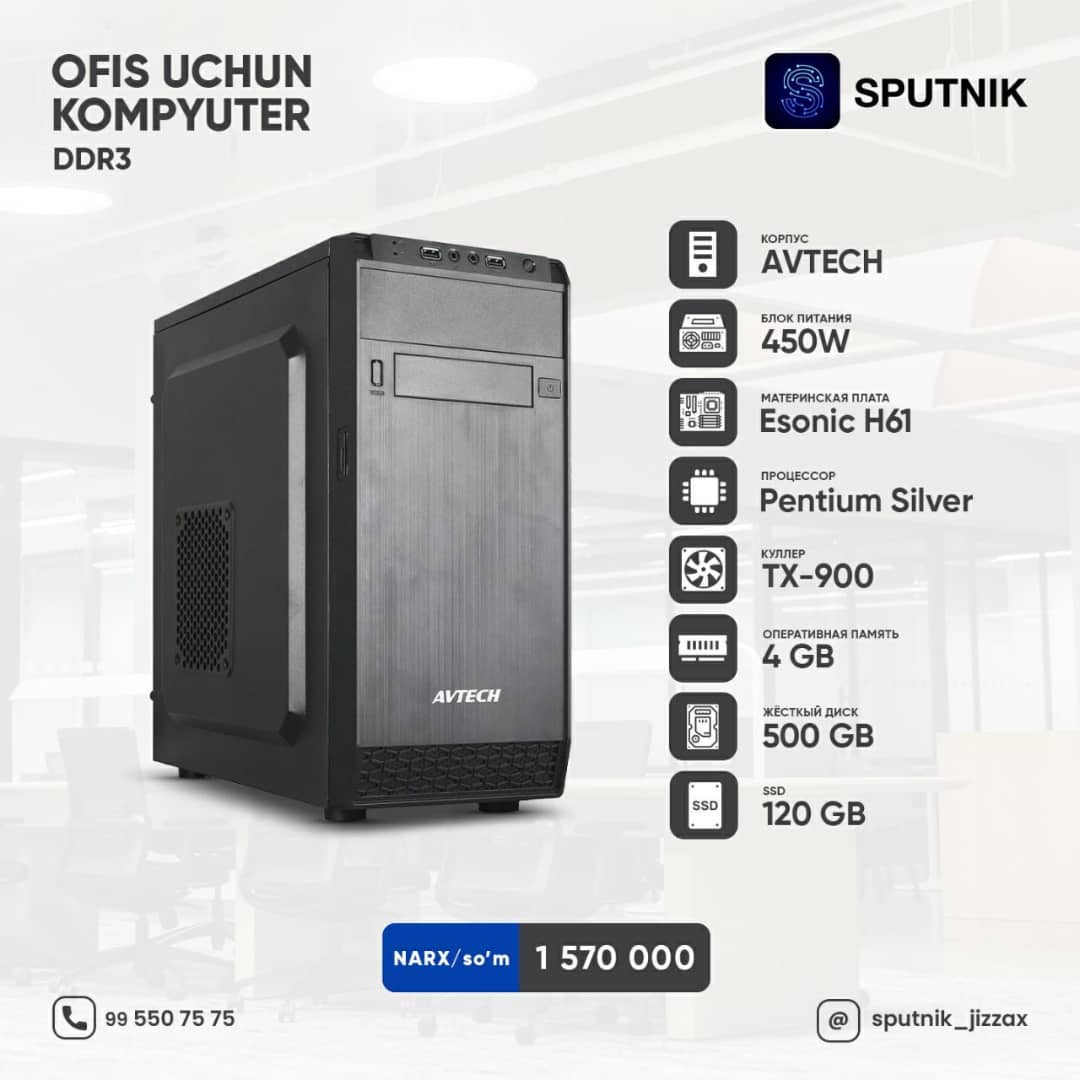 OFIS UCHUN
KOMPYUTER
DDR3
SPUTNIK
КОРПУС
AVTECH
БЛОК ПИТАНИЯ
450W
МАТЕРИНСКАЯ ПЛАТА
Esonic H61
ПРОЦЕССОР
Pentium Silver
КУЛЛЕР
TX-900
ОПЕРАТИВНАЯ ПАМЯТЬ
4 GB
ЖЁСТКЫЙ ДИСК
500 GB
SSD
SSD
120 GB
AVTECH
NARX/so'm 1 570 000
99 550 75 75
@ sputnik_jizzax